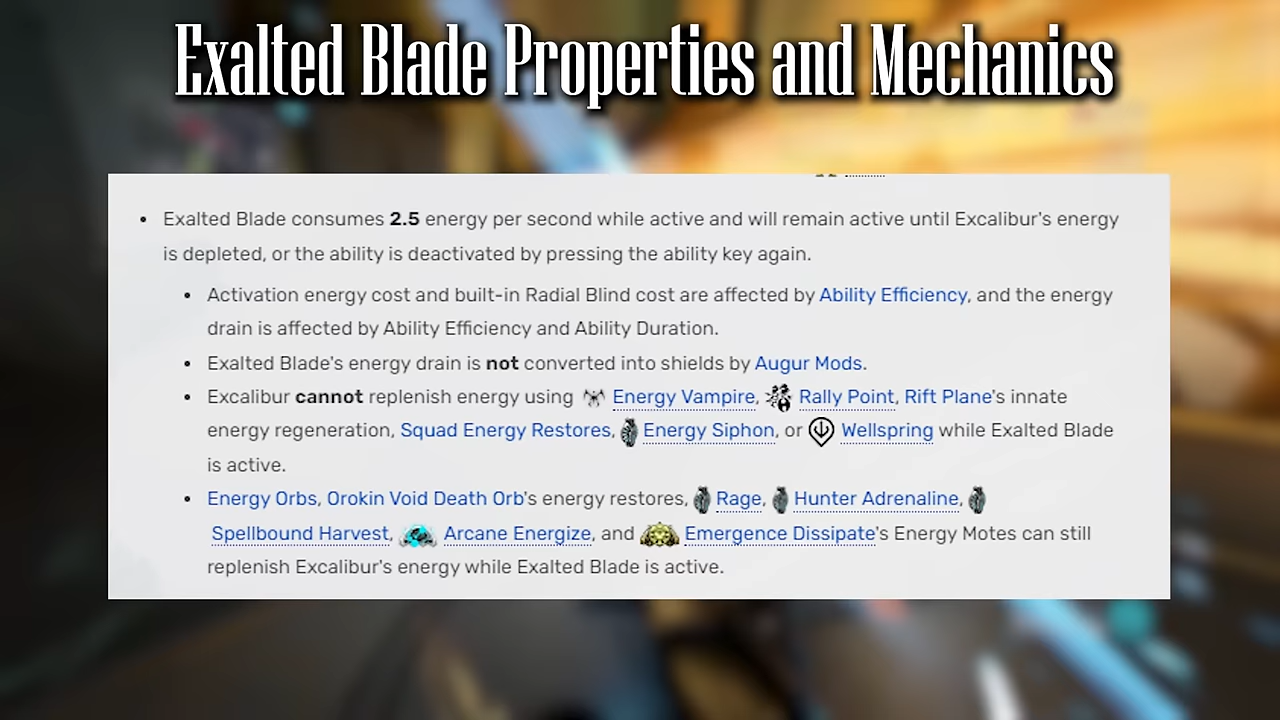 Exalted Blade Properties and Mechanics
• Exalted Blade consumes 2.5 energy per second while active and will remain active until Excalibur's energy
is depleted, or the ability is deactivated by pressing the ability key again.
• Activation energy cost and built-in Radial Blind cost are affected by Ability Efficiency, and the energy
drain is affected by Ability Efficiency and Ability Duration.
• Exalted Blade's energy drain is not converted into shields by Augur Mods.
• Excalibur cannot replenish energy using Energy Vampire, Rally Point, Rift Plane's innate
energy regeneration, Squad Energy Restores, Energy Siphon, or Wellspring while Exalted Blade
is active.
• Energy Orbs, Orokin Void Death Orb's energy restores, Rage, Hunter Adrenaline,
Spellbound Harvest, Arcane Energize, and Emergence Dissipate's Energy Motes can still
replenish Excalibur's energy while Exalted Blade is active.